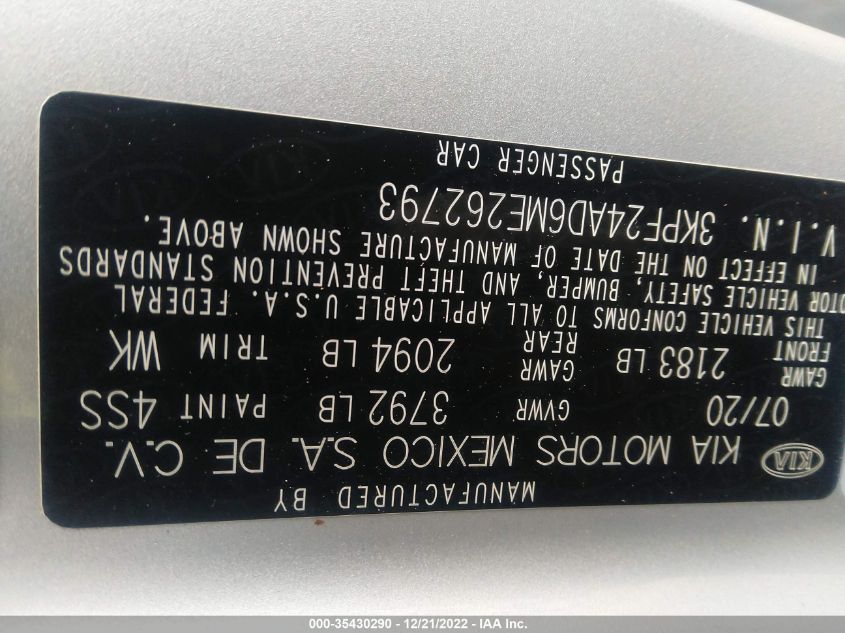 MANUFACTURED BY
KIA KIA MOTORS MEXICO S.A. DE C.V.
07/20 GVWR 3792 LB PAINT 4SS
GAWR FRONT 2183 LB GAWR REAR 2094 LB TRIM WK
THIS VEHICLE CONFORMS TO ALL APPLICABLE U.S.A. FEDERAL
VEHICLE SAFETY, BUMPER, AND THEFT PREVENTION STANDARDS
IN EFFECT ON THE DATE OF MANUFACTURE SHOWN ABOVE.
V.I.N. 3KPF24AD6ME262793
PASSENGER CAR
000-35430290 - 12/21/2022 - IAA Inc.